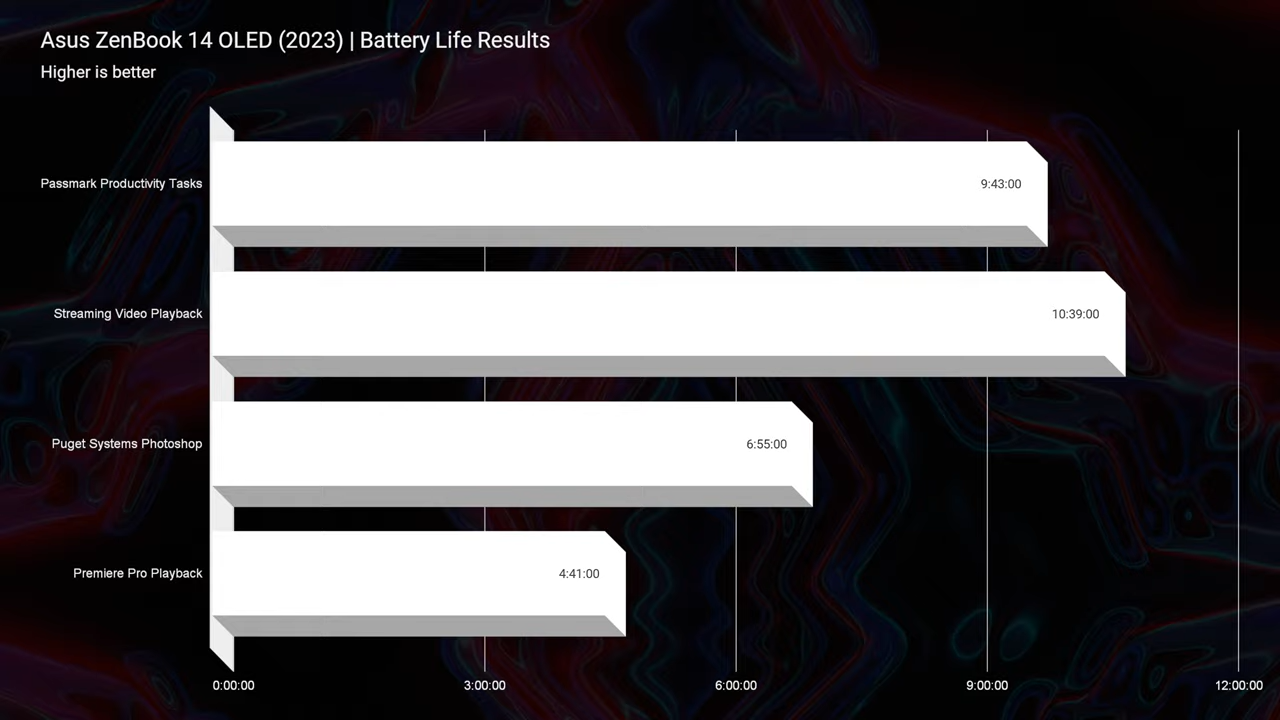 Asus ZenBook 14 OLED (2023) | Battery Life Results
Higher is better
Passmark Productivity Tasks
9:43:00
Streaming Video Playback
10:39:00
Puget Systems Photoshop
6:55:00
Premiere Pro Playback
4:41:00
0:00:00
3:00:00
6:00:00
9:00:00
12:00:00